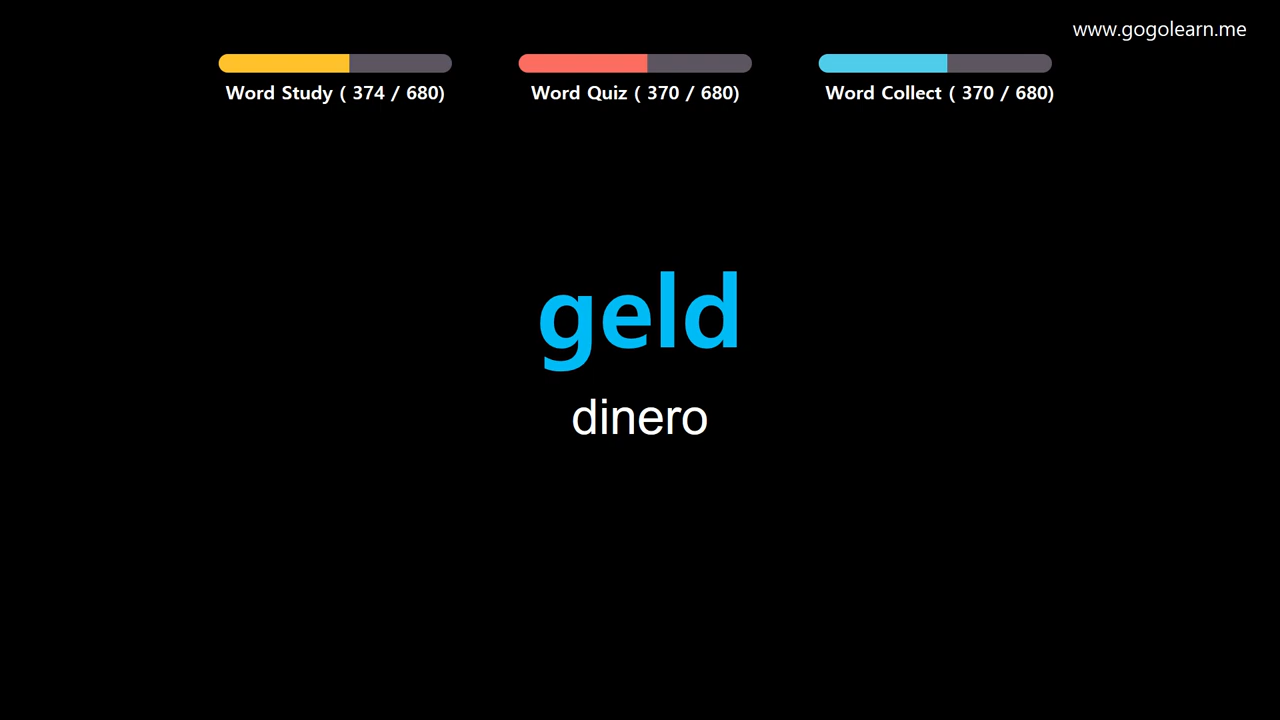 www.gogolearn.me
Word Study ( 374 / 680)
Word Quiz ( 370 / 680)
Word Collect ( 370 / 680)
geld
dinero